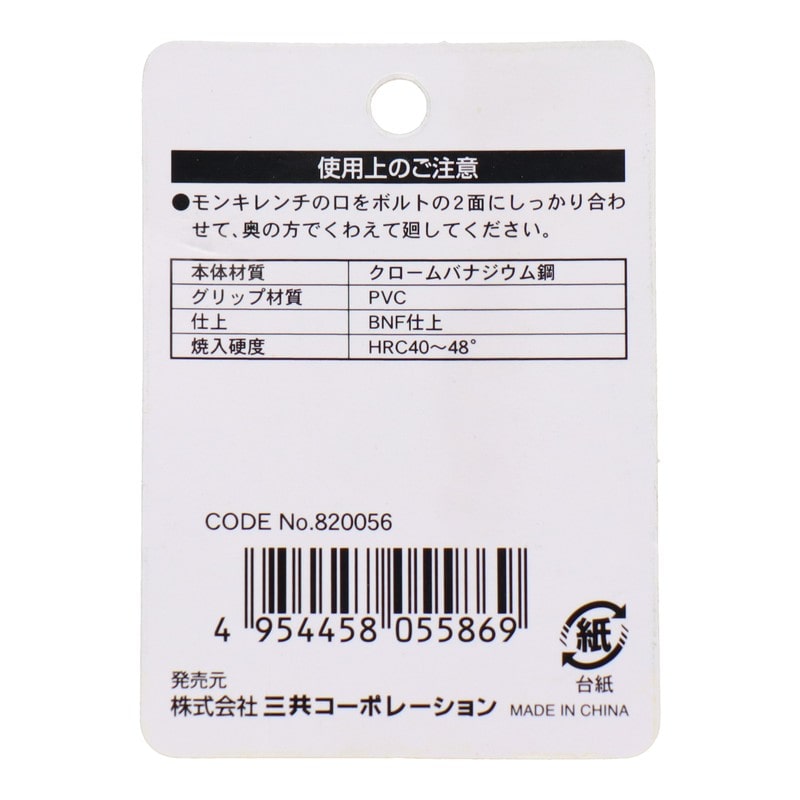 使用上のご注意
●モンキレンチの口をボルトの2面にしっかり合わ
せて、奥の方でくわえて廻してください。
本体材質 クロームバナジウム鋼
グリップ材質 PVC
仕上 BNF仕上
焼入硬度 HRC40〜48°
CODE No.820056
4 954458 055869
紙
台紙
発売元
株式会社 三共コーポレーション MADE IN CHINA